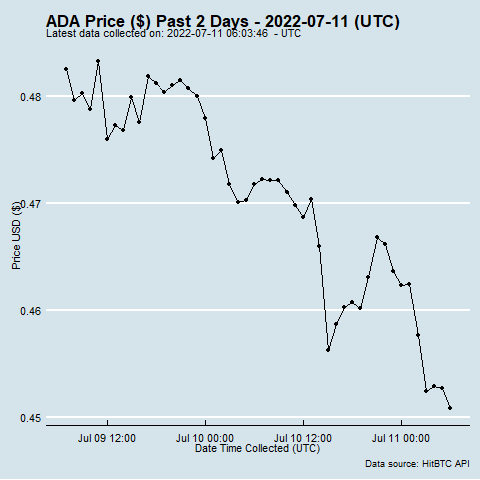 ADA Price ($) Past 2 Days - 2022-07-11 (UTC)
Latest data collected on: 2022-07-11 06:03:46 - UTC
0.48
0.47
0.46
0.45
Price USD ($)
Jul 09 12:00 Jul 10 00:00 Jul 10 12:00 Jul 11 00:00
Date Time Collected (UTC)
Data source: HitBTC API